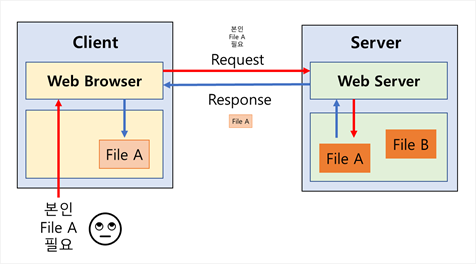 Client
Web Browser
File A
본인
File A
필요
본인
File A
필요
Request
Response
File A
Server
Web Server
File A
File B